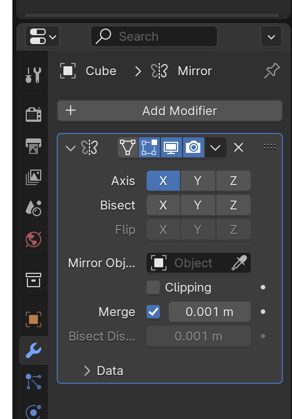 Search
Cube > Mirror
+ Add Modifier
Axis X Y Z
Bisect X Y Z
Flip X Y Z
Mirror Obj... Object
Clipping
Merge 0.001 m
Bisect Dis... 0.001 m
Data